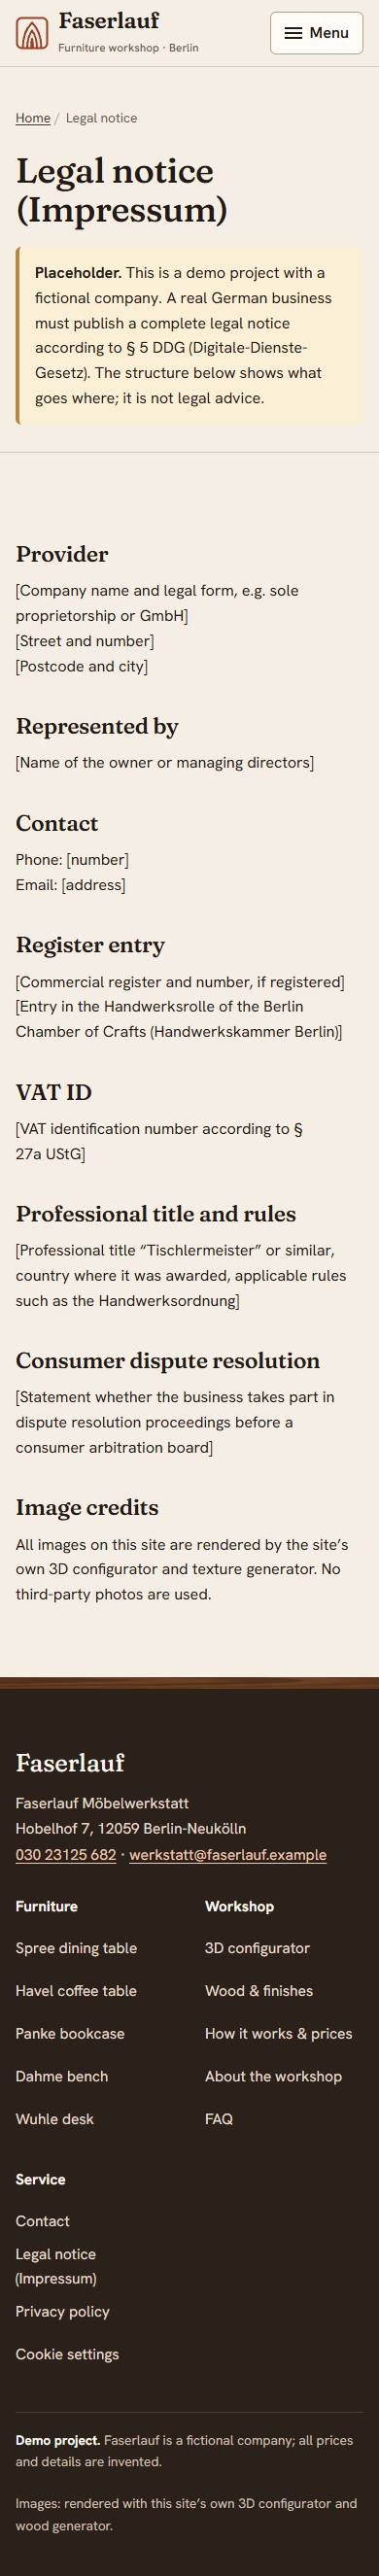 Faserlauf
Furniture workshop · Berlin
Menu
Home / Legal notice
Legal notice
(Impressum)
Placeholder. This is a demo project with a
fictional company. A real German business
must publish a complete legal notice
according to § 5 DDG (Digitale-Dienste-
Gesetz). The structure below shows what
goes where; it is not legal advice.
Provider
[Company name and legal form, e.g. sole
proprietorship or GmbH]
[Street and number]
[Postcode and city]
Represented by
[Name of the owner or managing directors]
Contact
Phone: [number]
Email: [address]
Register entry
[Commercial register and number, if registered]
[Entry in the Handwerksrolle of the Berlin
Chamber of Crafts (Handwerkskammer Berlin)]
VAT ID
[VAT identification number according to §
27a UStG]
Professional title and rules
[Professional title “Tischlermeister” or similar,
country where it was awarded, applicable rules
such as the Handwerksordnung]
Consumer dispute resolution
[Statement whether the business takes part in
dispute resolution proceedings before a
consumer arbitration board]
Image credits
All images on this site are rendered by the site’s
own 3D configurator and texture generator. No
third-party photos are used.
Faserlauf
Faserlauf Möbelwerkstatt
Hobelhof 7, 12059 Berlin-Neukölln
030 23125 682 · werkstatt@faserlauf.example
Furniture
Spree dining table
Havel coffee table
Panke bookcase
Dahme bench
Wuhle desk
Workshop
3D configurator
Wood & finishes
How it works & prices
About the workshop
FAQ
Service
Contact
Legal notice
(Impressum)
Privacy policy
Cookie settings
Demo project. Faserlauf is a fictional company; all prices
and details are invented.
Images: rendered with this site’s own 3D configurator and
wood generator.